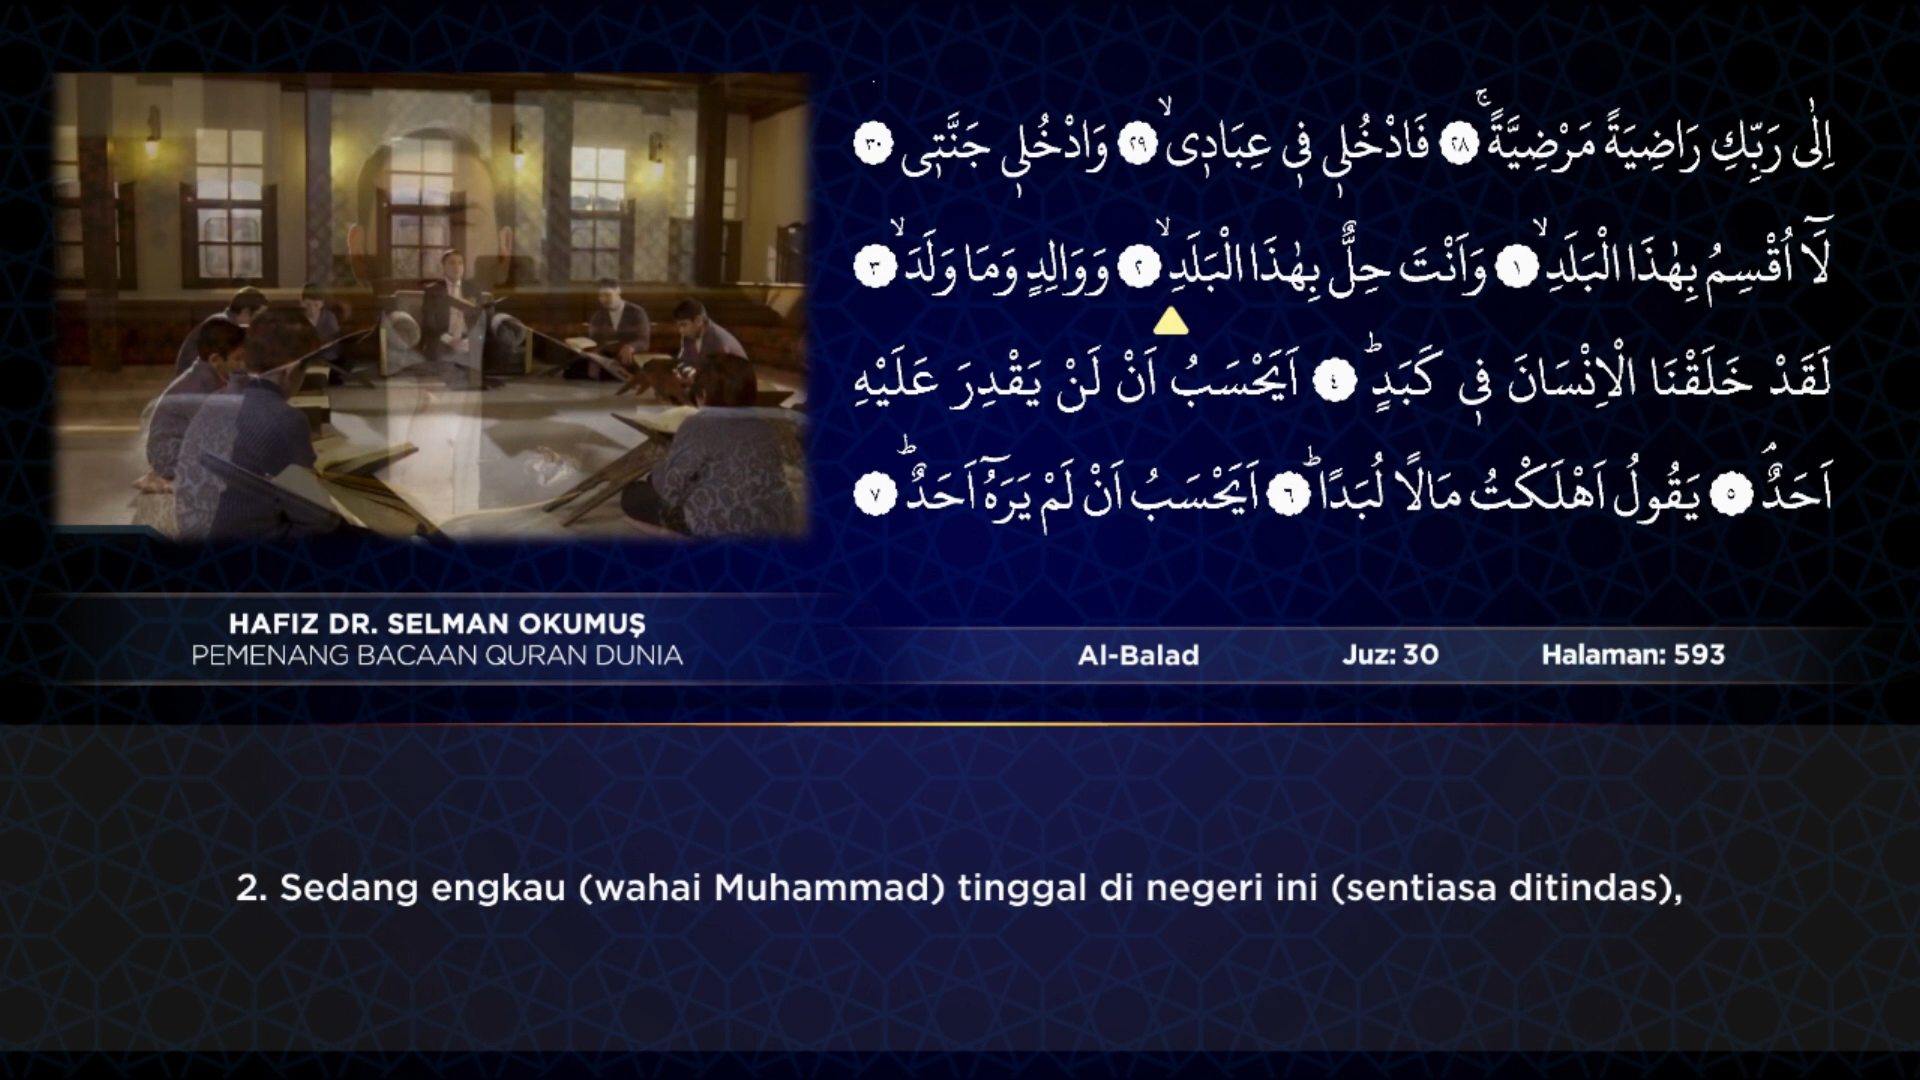 اِلٰى رَبِّكِ رَاضِيَةً مَرْضِيَّةًۚ ﴿٢٨﴾ فَادْخُلٖي فٖي عِبَادٖيۙ ﴿٢٩﴾ وَادْخُلٖي جَنَّتٖي ﴿٣٠﴾
لَٓا اُقْسِمُ بِهٰذَا الْبَلَدِۙ ﴿١﴾ وَاَنْتَ حِلٌّ بِهٰذَا الْبَلَدِۙ ﴿٢﴾ وَوَالِدٍ وَمَا وَلَدَۙ ﴿٣﴾
لَقَدْ خَلَقْنَا الْاِنْسَانَ فٖي كَبَدٍؕ ﴿٤﴾ اَيَحْسَبُ اَنْ لَنْ يَقْدِرَ عَلَيْهِ
اَحَدٌۘ ﴿٥﴾ يَقُولُ اَهْلَكْتُ مَالًا لُبَدًاؕ ﴿٦﴾ اَيَحْسَبُ اَنْ لَمْ يَرَهُٓ اَحَدٌؕ ﴿٧﴾
HAFIZ DR. SELMAN OKUMUŞ
PEMENANG BACAAN QURAN DUNIA
Al-Balad Juz: 30 Halaman: 593
2. Sedang engkau (wahai Muhammad) tinggal di negeri ini (sentiasa ditindas),